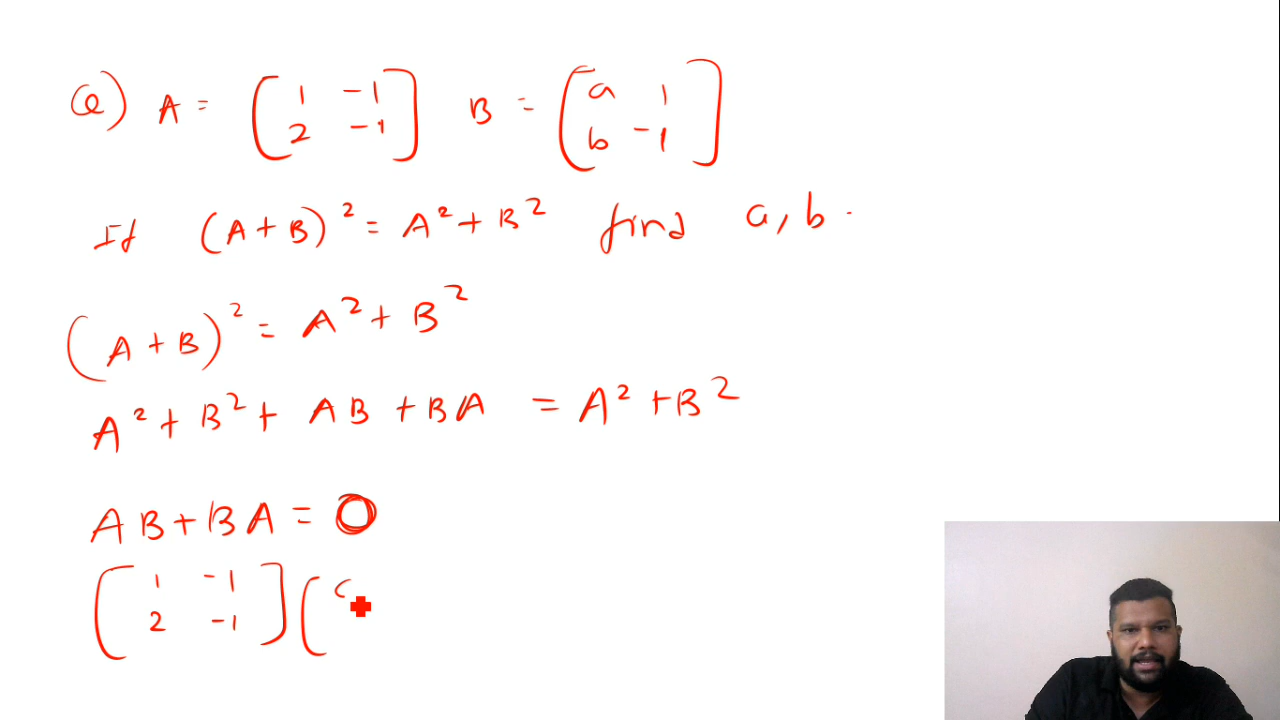 Q) A = [ 1 -1 ] B = [ a 1 ]
2 -1 b -1
If (A+B)² = A² + B² find a, b.
(A + B)² = A² + B²
A² + B² + AB + BA = A² + B²
AB + BA = O
[ 1 -1 ] [
2 -1